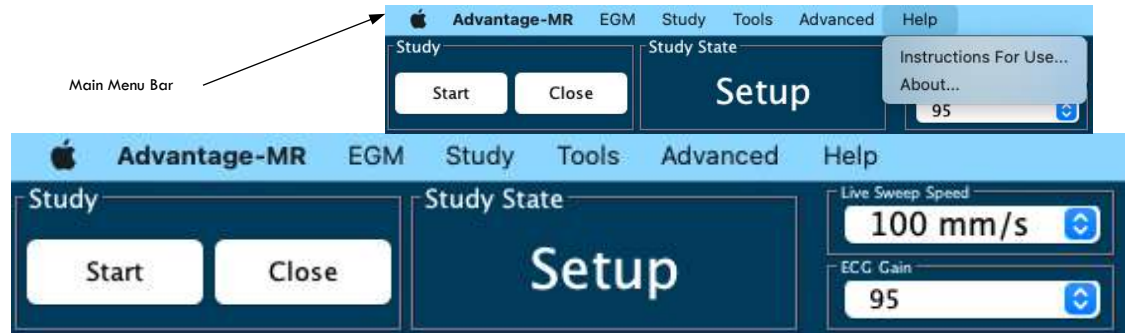 Advantage-MR EGM Study Tools Advanced Help
Study
Study State
Instructions For Use...
About...
Main Menu Bar
Start
Close
Setup
95
Advantage-MR EGM Study Tools Advanced Help
Study
Study State
Live Sweep Speed
100 mm/s
Start
Close
Setup
ECG Gain
95